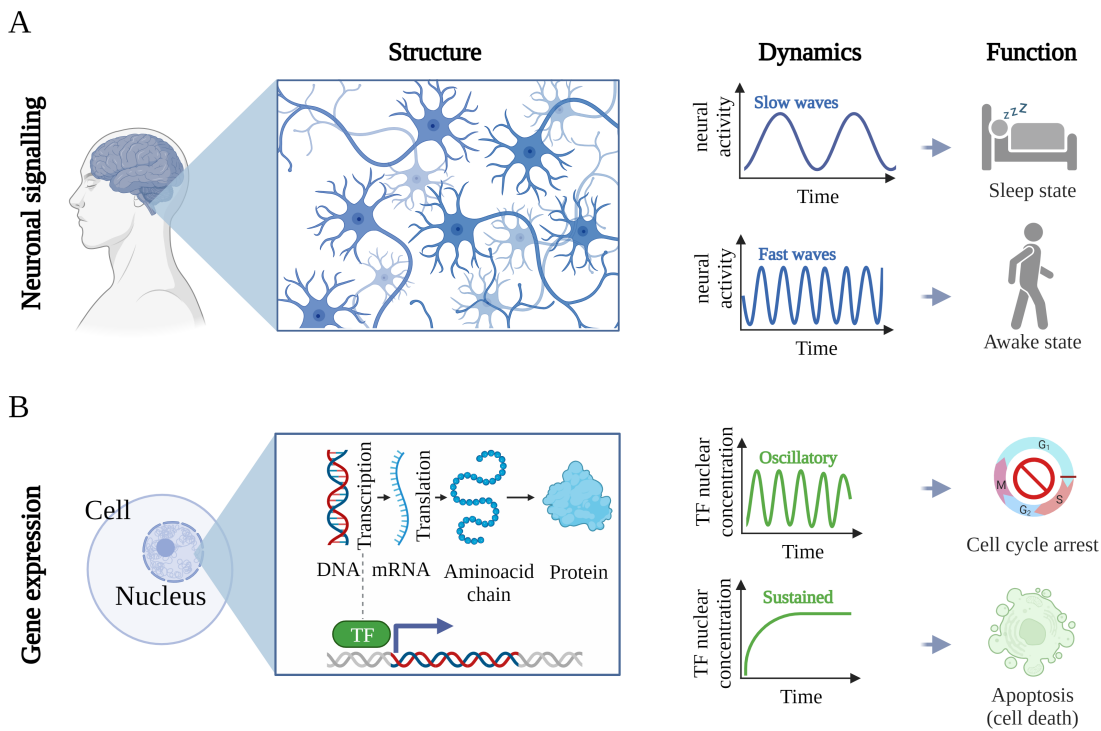 A
Structure
Dynamics
Function
Neuronal signalling
neural
activity
Slow waves
Time
zzz
Sleep state
neural
activity
Fast waves
Time
Awake state
B
Gene expression
Cell
Nucleus
Transcription
Translation
DNA
mRNA
Aminoacid
chain
Protein
TF
TF nuclear
concentration
Oscillatory
Time
G1
M
S
G2
Cell cycle arrest
TF nuclear
concentration
Sustained
Time
Apoptosis
(cell death)